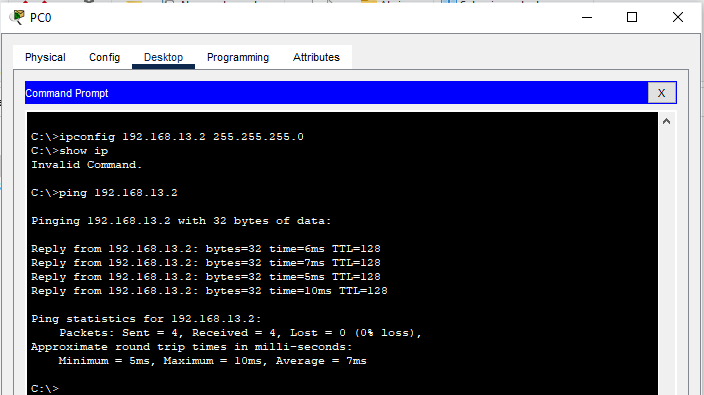 PC0
Physical Config Desktop Programming Attributes
Command Prompt X
C:\>ipconfig 192.168.13.2 255.255.255.0
C:\>show ip
Invalid Command.
C:\>ping 192.168.13.2
Pinging 192.168.13.2 with 32 bytes of data:
Reply from 192.168.13.2: bytes=32 time=6ms TTL=128
Reply from 192.168.13.2: bytes=32 time=7ms TTL=128
Reply from 192.168.13.2: bytes=32 time=5ms TTL=128
Reply from 192.168.13.2: bytes=32 time=10ms TTL=128
Ping statistics for 192.168.13.2:
Packets: Sent = 4, Received = 4, Lost = 0 (0% loss),
Approximate round trip times in milli-seconds:
Minimum = 5ms, Maximum = 10ms, Average = 7ms
C:\>